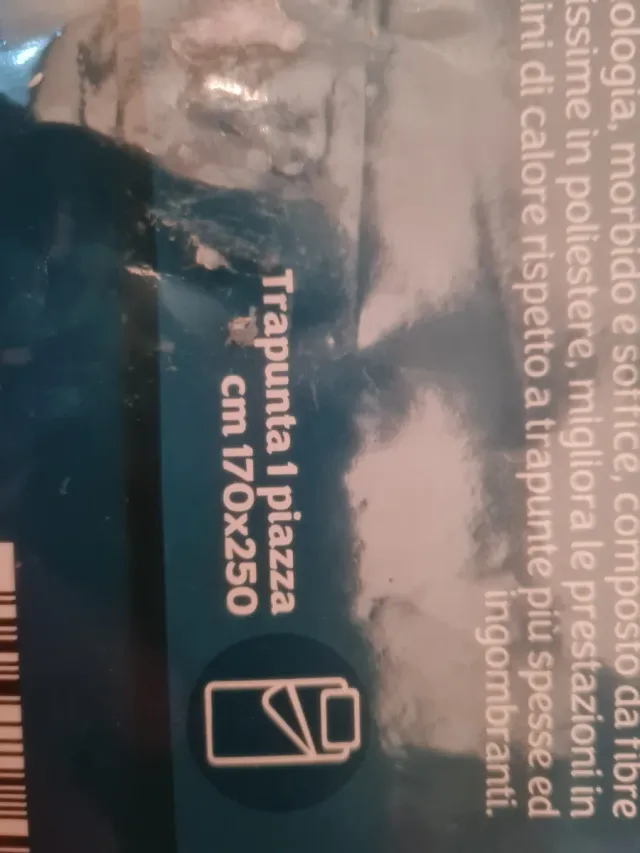 ologia, morbido e soffice, composto da fibre
issime in poliestere, migliora le prestazioni in
ini di calore rispetto a trapunte più spesse ed
ingombranti.
Trapunta 1 piazza
cm 170x250